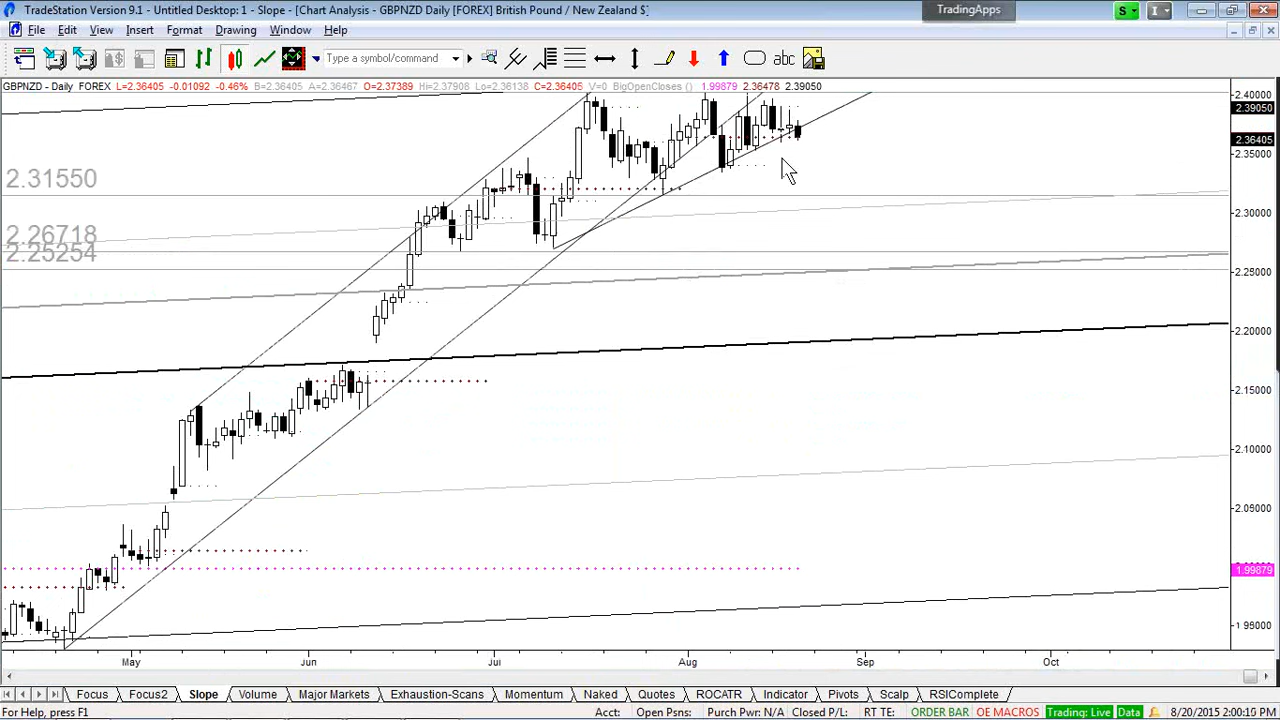 TradeStation Version 9.1 - Untitled Desktop: 1 - Slope - [Chart Analysis - GBPNZD Daily [FOREX] British Pound / New Zealand $]
TradingApps
S
I
File Edit View Insert Format Drawing Window Help
Type a symbol/command
abc
GBPNZD - Daily FOREX L=2.36405 -0.01092 -0.46% B=2.36405 A=2.36467 O=2.37389 Hi=2.37908 Lo=2.36138 C=2.36405 V=0 BigOpenCloses () 1.99879 2.36478 2.39050
2.40000
2.39050
2.36405
2.35000
2.31550
2.30000
2.26718
2.25254
2.25000
2.20000
2.15000
2.10000
2.05000
1.99879
1.95000
May Jun Jul Aug Sep Oct
Focus Focus2 Slope Volume Major Markets Exhaustion-Scans Momentum Naked Quotes ROCATR Indicator Pivots Scalp RSIComplete
For Help, press F1 Acct: Open Psns: Purch Pwr: N/A Closed P/L: RT TE: ORDER BAR OE MACROS Trading: Live Data 8/20/2015 2:00:15 PM